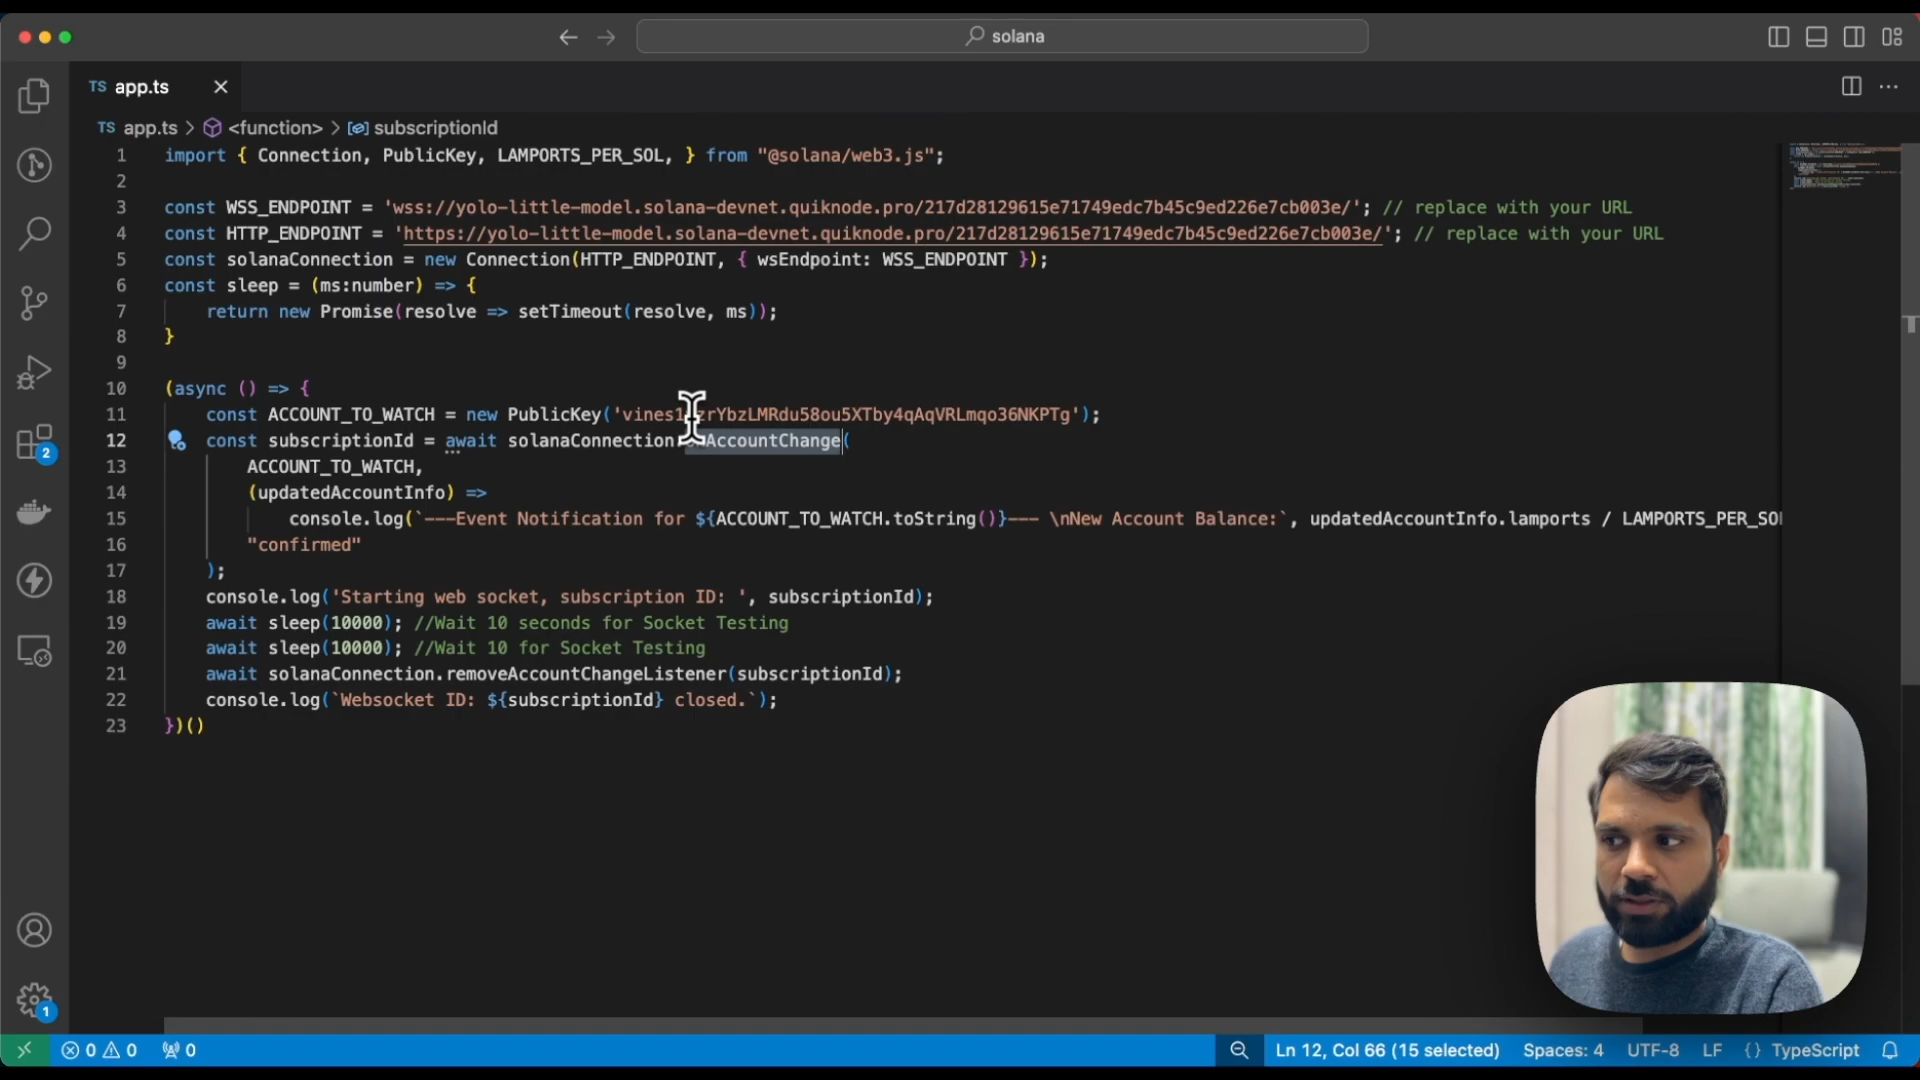 solana
TS app.ts
TS app.ts > <function> > subscriptionId
1 import { Connection, PublicKey, LAMPORTS_PER_SOL, } from "@solana/web3.js";
2
3 const WSS_ENDPOINT = 'wss://yolo-little-model.solana-devnet.quiknode.pro/217d28129615e71749edc7b45c9ed226e7cb003e/'; // replace with your URL
4 const HTTP_ENDPOINT = 'https://yolo-little-model.solana-devnet.quiknode.pro/217d28129615e71749edc7b45c9ed226e7cb003e/'; // replace with your URL
5 const solanaConnection = new Connection(HTTP_ENDPOINT, { wsEndpoint: WSS_ENDPOINT });
6 const sleep = (ms:number) => {
7 return new Promise(resolve => setTimeout(resolve, ms));
8 }
9
10 (async () => {
11 const ACCOUNT_TO_WATCH = new PublicKey('vines1 zrYbzLMRdu58ou5XTby4qAqVRLmqo36NKPTg');
12 const subscriptionId = await solanaConnection. AccountChange(
13 ACCOUNT_TO_WATCH,
14 (updatedAccountInfo) =>
15 console.log(`---Event Notification for ${ACCOUNT_TO_WATCH.toString()}--- \nNew Account Balance:`, updatedAccountInfo.lamports / LAMPORTS_PER_SO
16 "confirmed"
17 );
18 console.log('Starting web socket, subscription ID: ', subscriptionId);
19 await sleep(10000); //Wait 10 seconds for Socket Testing
20 await sleep(10000); //Wait 10 for Socket Testing
21 await solanaConnection.removeAccountChangeListener(subscriptionId);
22 console.log(`Websocket ID: ${subscriptionId} closed.`);
23 })()
2
1
0 0 0 Ln 12, Col 66 (15 selected) Spaces: 4 UTF-8 LF {} TypeScript